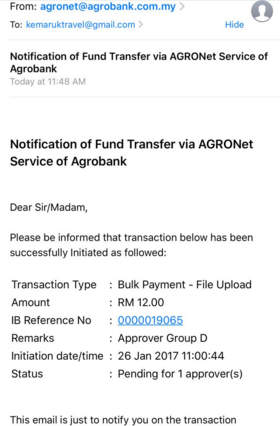 From: agronet@agrobank.com.my >
To: kemaruktravel@gmail.com >
Hide
Notification of Fund Transfer via AGRONet Service of
Agrobank
Today at 11:48 AM
Notification of Fund Transfer via AGRONet
Service of Agrobank
Dear Sir/Madam,
Please be informed that transaction below has been
successfully Initiated as followed:
Transaction Type : Bulk Payment - File Upload
Amount : RM 12.00
IB Reference No : 0000019065
Remarks : Approver Group D
Initiation date/time : 26 Jan 2017 11:00:44
Status : Pending for 1 approver(s)
This email is just to notify you on the transaction